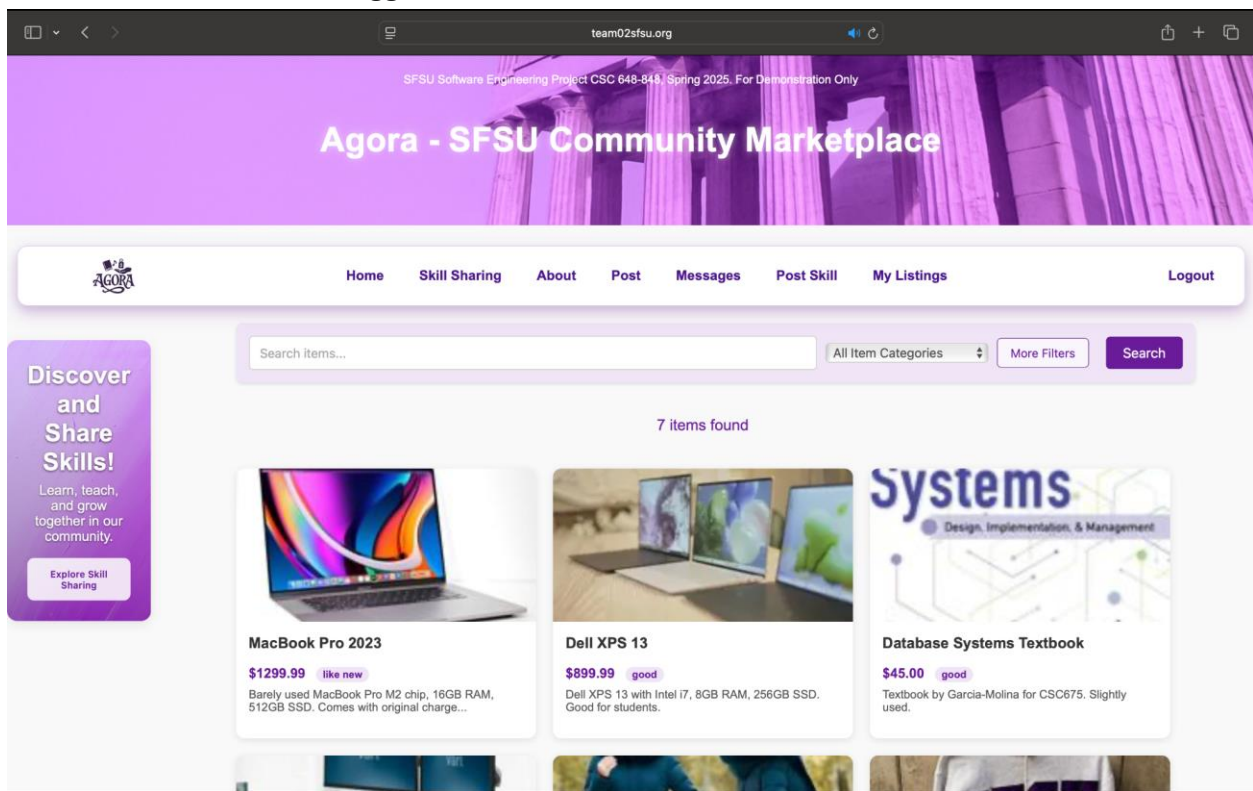 team02sfsu.org
SFSU Software Engineering Project CSC 648-848, Spring 2025. For Demonstration Only
Agora - SFSU Community Marketplace
AGORA
Home Skill Sharing About Post Messages Post Skill My Listings Logout
Search items...
All Item Categories
More Filters
Search
Discover
and
Share
Skills!
Learn, teach,
and grow
together in our
community.
Explore Skill
Sharing
7 items found
Systems
Design, Implementation, & Management
MacBook Pro 2023
$1299.99 like new
Barely used MacBook Pro M2 chip, 16GB RAM,
512GB SSD. Comes with original charge...
Dell XPS 13
$899.99 good
Dell XPS 13 with Intel i7, 8GB RAM, 256GB SSD.
Good for students.
Database Systems Textbook
$45.00 good
Textbook by Garcia-Molina for CSC675. Slightly
used.